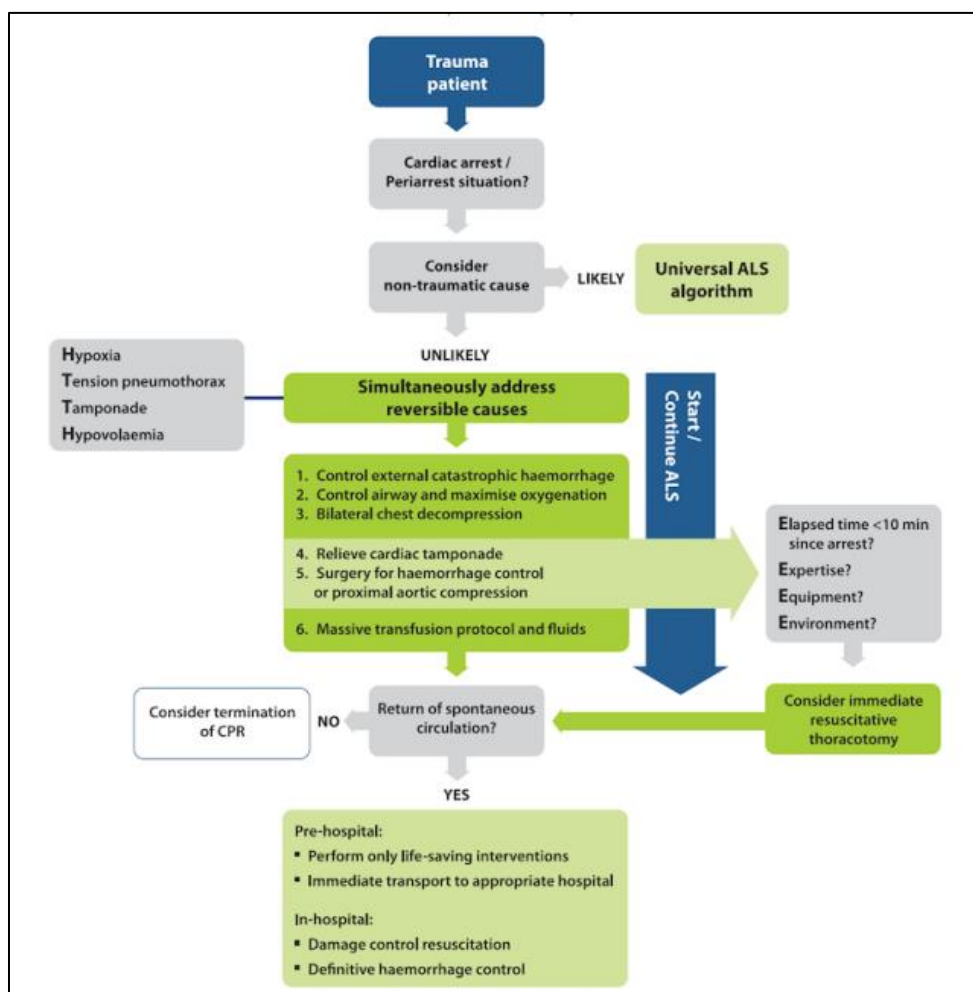 Trauma
patient
Cardiac arrest /
Periarrest situation?
Consider
non-traumatic cause
LIKELY
Universal ALS
algorithm
UNLIKELY
Hypoxia
Tension pneumothorax
Tamponade
Hypovolaemia
Simultaneously address
reversible causes
Start /
Continue ALS
1. Control external catastrophic haemorrhage
2. Control airway and maximise oxygenation
3. Bilateral chest decompression
4. Relieve cardiac tamponade
5. Surgery for haemorrhage control
or proximal aortic compression
6. Massive transfusion protocol and fluids
Elapsed time <10 min
since arrest?
Expertise?
Equipment?
Environment?
Consider immediate
resuscitative
thoracotomy
Return of spontaneous
circulation?
NO
Consider termination
of CPR
YES
Pre-hospital:
▪ Perform only life-saving interventions
▪ Immediate transport to appropriate hospital
In-hospital:
▪ Damage control resuscitation
▪ Definitive haemorrhage control